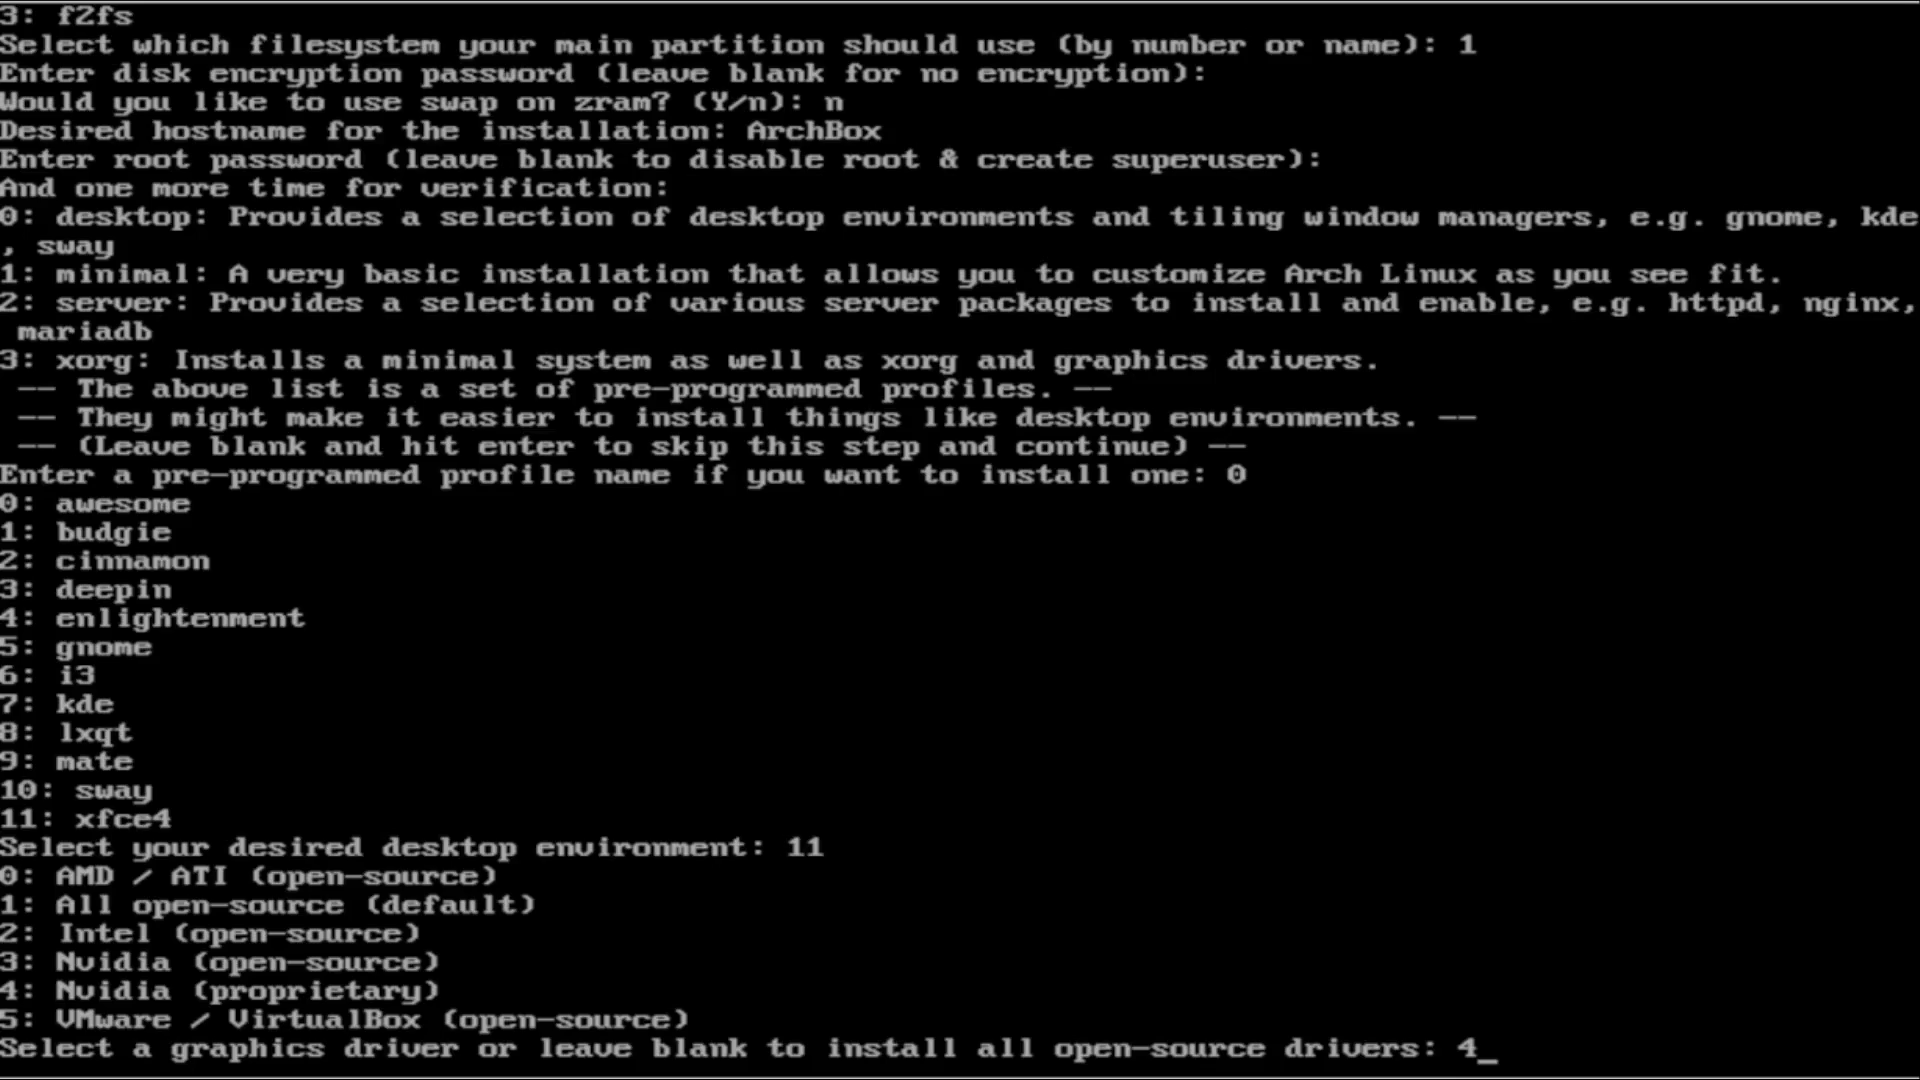 3: f2fs
Select which filesystem your main partition should use (by number or name): 1
Enter disk encryption password (leave blank for no encryption):
Would you like to use swap on zram? (Y/n): n
Desired hostname for the installation: ArchBox
Enter root password (leave blank to disable root & create superuser):
And one more time for verification:
0: desktop: Provides a selection of desktop environments and tiling window managers, e.g. gnome, kde
, sway
1: minimal: A very basic installation that allows you to customize Arch Linux as you see fit.
2: server: Provides a selection of various server packages to install and enable, e.g. httpd, nginx,
mariadb
3: xorg: Installs a minimal system as well as xorg and graphics drivers.
-- The above list is a set of pre-programmed profiles. --
-- They might make it easier to install things like desktop environments. --
-- (Leave blank and hit enter to skip this step and continue) --
Enter a pre-programmed profile name if you want to install one: 0
0: awesome
1: budgie
2: cinnamon
3: deepin
4: enlightenment
5: gnome
6: i3
7: kde
8: lxqt
9: mate
10: sway
11: xfce4
Select your desired desktop environment: 11
0: AMD / ATI (open-source)
1: All open-source (default)
2: Intel (open-source)
3: Nvidia (open-source)
4: Nvidia (proprietary)
5: VMware / VirtualBox (open-source)
Select a graphics driver or leave blank to install all open-source drivers: 4_